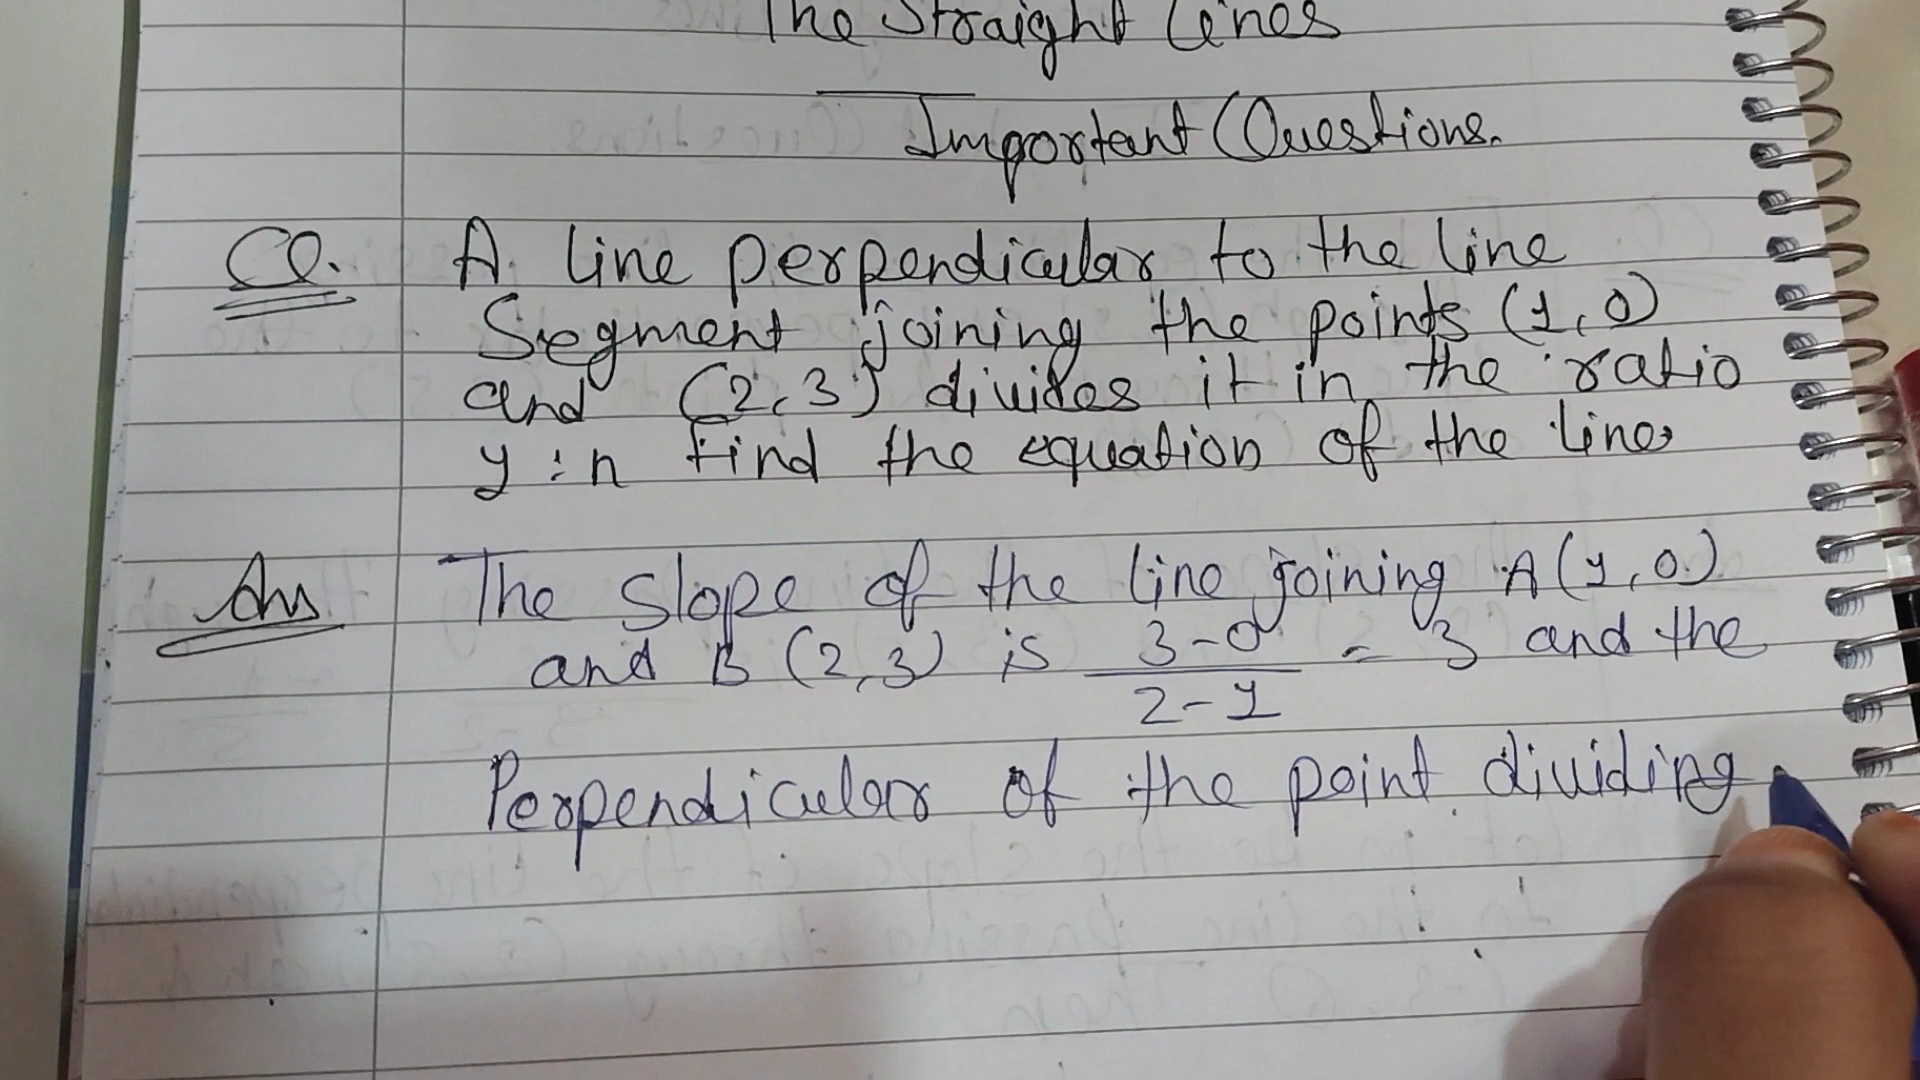 The Straight Lines
Important Questions.
Q. A line perpendicular to the line
Segment joining the points (1, 0)
and (2, 3) divides it in the ratio
1 : n Find the equation of the line.
Ans The slope of the line joining A (1, 0)
and B (2, 3) is 3-0 / 2-1 = 3 and the
Perpendicular of the point dividing